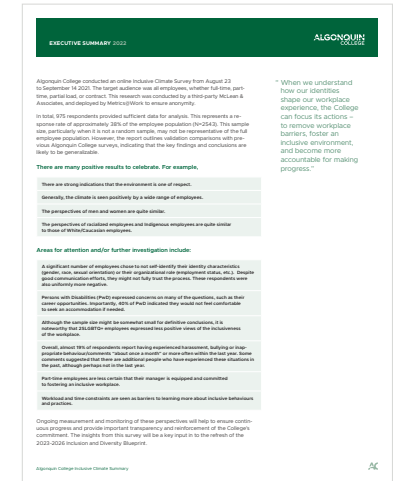 EXECUTIVE SUMMARY 2022
ALGONQUIN
COLLEGE
Algonquin College conducted an online Inclusive Climate Survey from August 23
to September 14 2021. The target audience was all employees, whether full-time, part-
time, partial load, or contract. This research was conducted by a third-party McLean &
Associates, and deployed by Metrics@Work to ensure anonymity.
In total, 975 respondents provided sufficient data for analysis. This represents a re-
sponse rate of approximately 38% of the employee population (N=2543). This sample
size, particularly when it is not a random sample, may not be representative of the full
employee population. However, the report outlines validation comparisons with pre-
vious Algonquin College surveys, indicating that the key findings and conclusions are
likely to be generalizable.
There are many positive results to celebrate. For example,
There are strong indications that the environment is one of respect.
Generally, the climate is seen positively by a wide range of employees.
The perspectives of men and women are quite similar.
The perspectives of racialized employees and Indigenous employees are quite similar
to those of White/Caucasian employees.
Areas for attention and/or further investigation include:
A significant number of employees chose to not self-identify their identity characteristics
(gender, race, sexual orientation) or their organizational role (employment status, etc.). Despite
good communication efforts, they might not fully trust the process. These respondents were
also uniformly more negative.
Persons with Disabilities (PwD) expressed concerns on many of the questions, such as their
career opportunities. Importantly, 40% of PwD indicated they would not feel comfortable
to seek an accommodation if needed.
Although the sample size might be somewhat small for definitive conclusions, it is
noteworthy that 2SLGBTQ+ employees expressed less positive views of the inclusiveness
of the workplace.
Overall, almost 19% of respondents report having experienced harassment, bullying or inap-
propriate behaviour/comments "about once a month" or more often within the last year. Some
comments suggested that there are additional people who have experienced these situations in
the past, although perhaps not in the last year.
Part-time employees are less certain that their manager is equipped and committed
to fostering an inclusive workplace.
Workload and time constraints are seen as barriers to learning more about inclusive behaviours
and practices.
Ongoing measurement and monitoring of these perspectives will help to ensure contin-
uous progress and provide important transparency and reinforcement of the College's
commitment. The insights from this survey will be a key input in to the refresh of the
2023-2026 Inclusion and Diversity Blueprint.
" When we understand
how our identities
shape our workplace
experience, the College
can focus its actions –
to remove workplace
barriers, foster an
inclusive environment,
and become more
accountable for making
progress."
Algonquin College Inclusive Climate Summary
AC